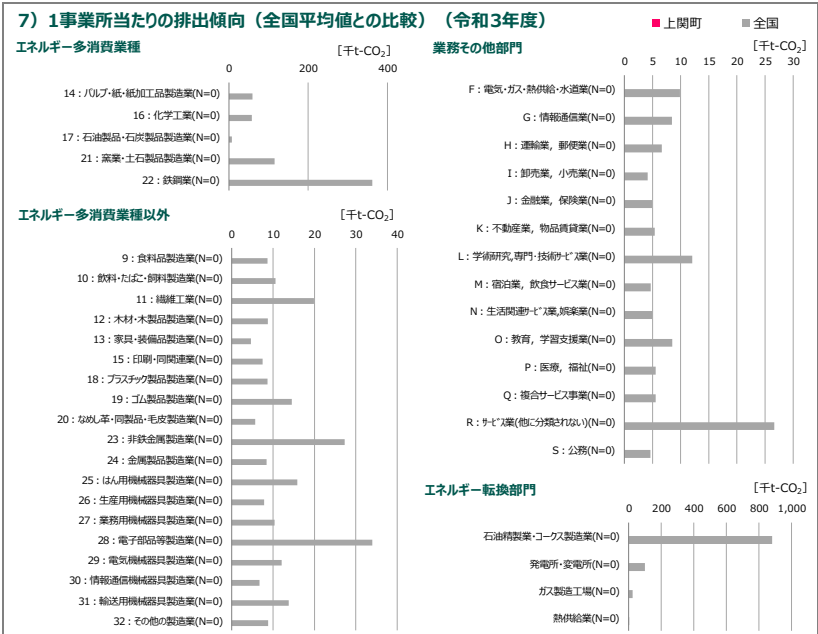 7）1事業所当たりの排出傾向（全国平均値との比較）（令和3年度）
■上関町 ■全国
エネルギー多消費業種
[千t-CO₂]
0 200 400
14：パルプ・紙・紙加工品製造業(N=0)
16：化学工業(N=0)
17：石油製品・石炭製品製造業(N=0)
21：窯業・土石製品製造業(N=0)
22：鉄鋼業(N=0)
エネルギー多消費業種以外
[千t-CO₂]
0 10 20 30 40
9：食料品製造業(N=0)
10：飲料・たばこ・飼料製造業(N=0)
11：繊維工業(N=0)
12：木材・木製品製造業(N=0)
13：家具・装備品製造業(N=0)
15：印刷・同関連業(N=0)
18：プラスチック製品製造業(N=0)
19：ゴム製品製造業(N=0)
20：なめし革・同製品・毛皮製造業(N=0)
23：非鉄金属製造業(N=0)
24：金属製品製造業(N=0)
25：はん用機械器具製造業(N=0)
26：生産用機械器具製造業(N=0)
27：業務用機械器具製造業(N=0)
28：電子部品等製造業(N=0)
29：電気機械器具製造業(N=0)
30：情報通信機械器具製造業(N=0)
31：輸送用機械器具製造業(N=0)
32：その他の製造業(N=0)
業務その他部門
[千t-CO₂]
0 5 10 15 20 25 30
F：電気・ガス・熱供給・水道業(N=0)
G：情報通信業(N=0)
H：運輸業，郵便業(N=0)
I：卸売業，小売業(N=0)
J：金融業，保険業(N=0)
K：不動産業，物品賃貸業(N=0)
L：学術研究,専門・技術ｻｰﾋﾞｽ業(N=0)
M：宿泊業，飲食サービス業(N=0)
N：生活関連ｻｰﾋﾞｽ業,娯楽業(N=0)
O：教育，学習支援業(N=0)
P：医療，福祉(N=0)
Q：複合サービス事業(N=0)
R：ｻｰﾋﾞｽ業(他に分類されない)(N=0)
S：公務(N=0)
エネルギー転換部門
[千t-CO₂]
0 200 400 600 800 1,000
石油精製業・コークス製造業(N=0)
発電所・変電所(N=0)
ガス製造工場(N=0)
熱供給業(N=0)